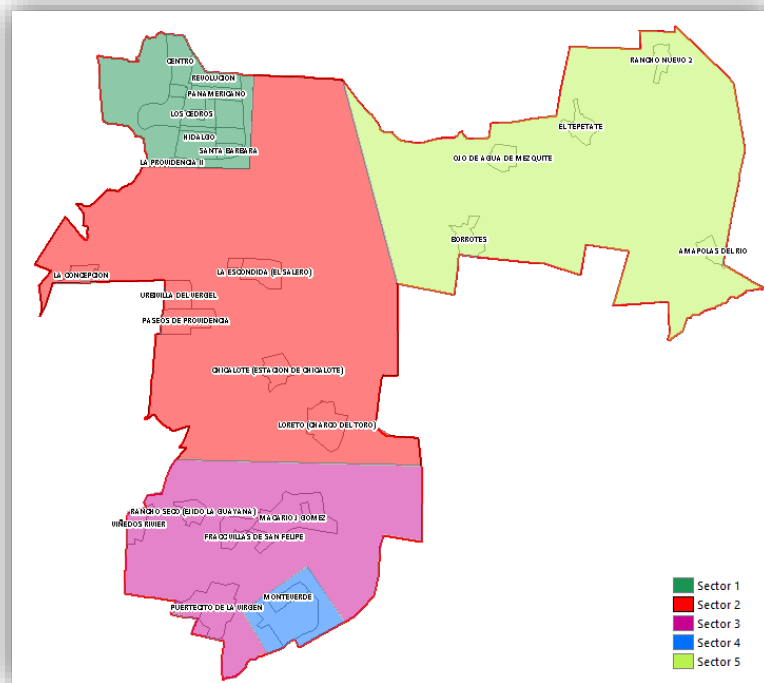 CENTRO
REVOLUCION
PANAMERICANO
LOS CEDROS
HIDALGO
SANTA BARBARA
LA PROVIDENCIA II
RANCHO NUEVO 2
EL TEPETATE
OJO DE AGUA DE MEZQUITE
BORROTES
AMAPOLAS DEL RIO
LA CONCEPCION
LA ESCONDIDA (EL SALERO)
URBIVILLA DEL VERGEL
PASEOS DE PROVIDENCIA
CHICALOTE (ESTACION DE CHICALOTE)
LORETO (CHARCO DEL TORO)
RANCHO SECO (EJIDO LA GUAYANA)
MACARIO J GOMEZ
VIÑEDOS RIVIER
FRACC VILLAS DE SAN FELIPE
MONTEVERDE
PUERTECITO DE LA VIRGEN
Sector 1
Sector 2
Sector 3
Sector 4
Sector 5